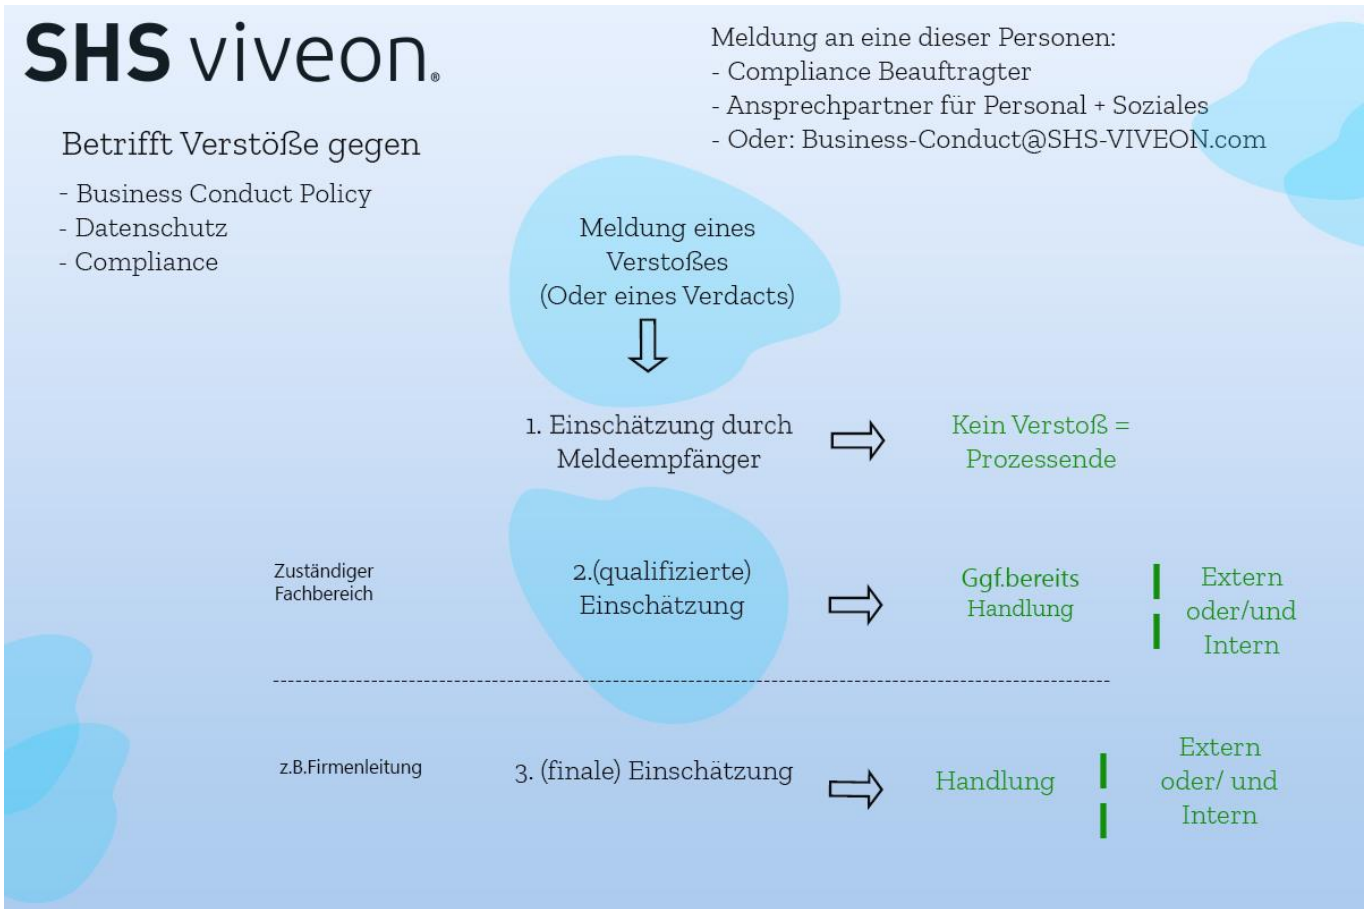 SHS viveon®
Meldung an eine dieser Personen:
- Compliance Beauftragter
- Ansprechpartner für Personal + Soziales
- Oder: Business-Conduct@SHS-VIVEON.com
Betrifft Verstöße gegen
- Business Conduct Policy
- Datenschutz
- Compliance
Meldung eines
Verstoßes
(Oder eines Verdacts)
1. Einschätzung durch
Meldeempfänger
Kein Verstoß =
Prozessende
Zuständiger
Fachbereich
2.(qualifizierte)
Einschätzung
Ggf.bereits
Handlung
Extern
oder/und
Intern
z.B.Firmenleitung
3. (finale) Einschätzung
Handlung
Extern
oder/ und
Intern